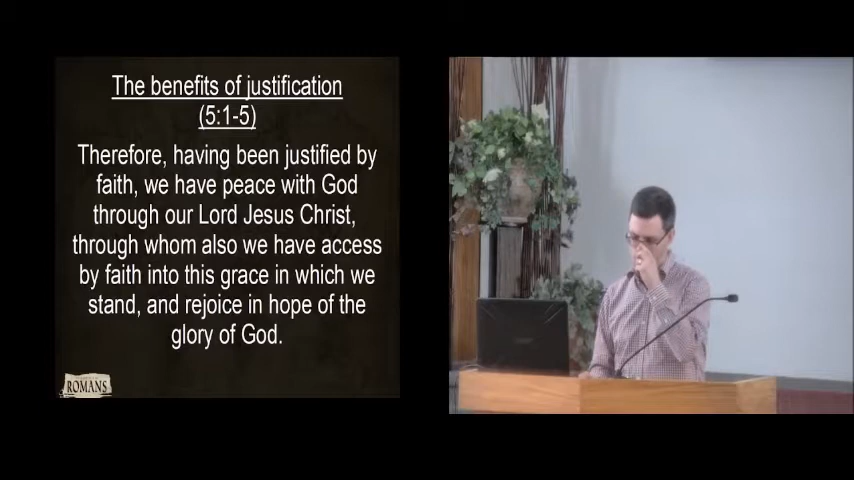 The benefits of justification
(5:1-5)
Therefore, having been justified by
faith, we have peace with God
through our Lord Jesus Christ,
through whom also we have access
by faith into this grace in which we
stand, and rejoice in hope of the
glory of God.
ROMANS